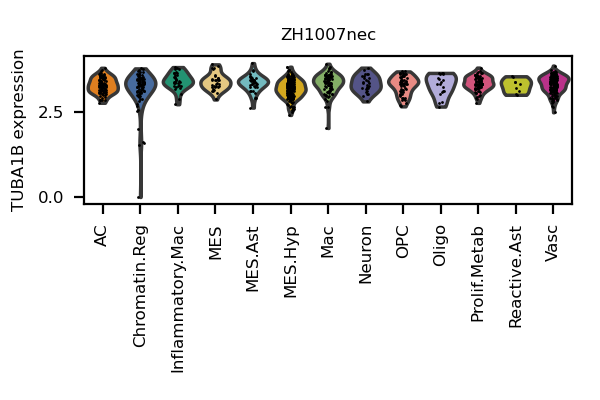 ZH1007nec
TUBA1B expression
2.5
0.0
AC
Chromatin.Reg
Inflammatory.Mac
MES
MES.Ast
MES.Hyp
Mac
Neuron
OPC
Oligo
Prolif.Metab
Reactive.Ast
Vasc